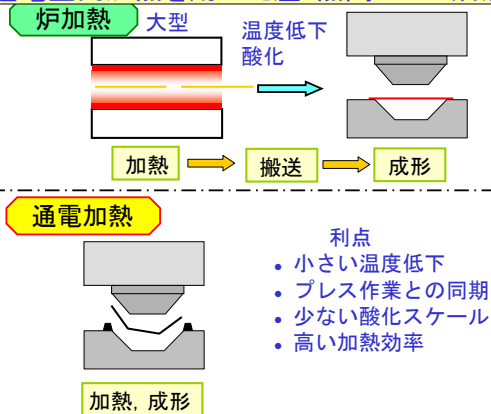 炉加熱
大型
温度低下
酸化
加熱
搬送
成形
通電加熱
利点
• 小さい温度低下
• プレス作業との同期
• 少ない酸化スケール
• 高い加熱効率
加熱, 成形